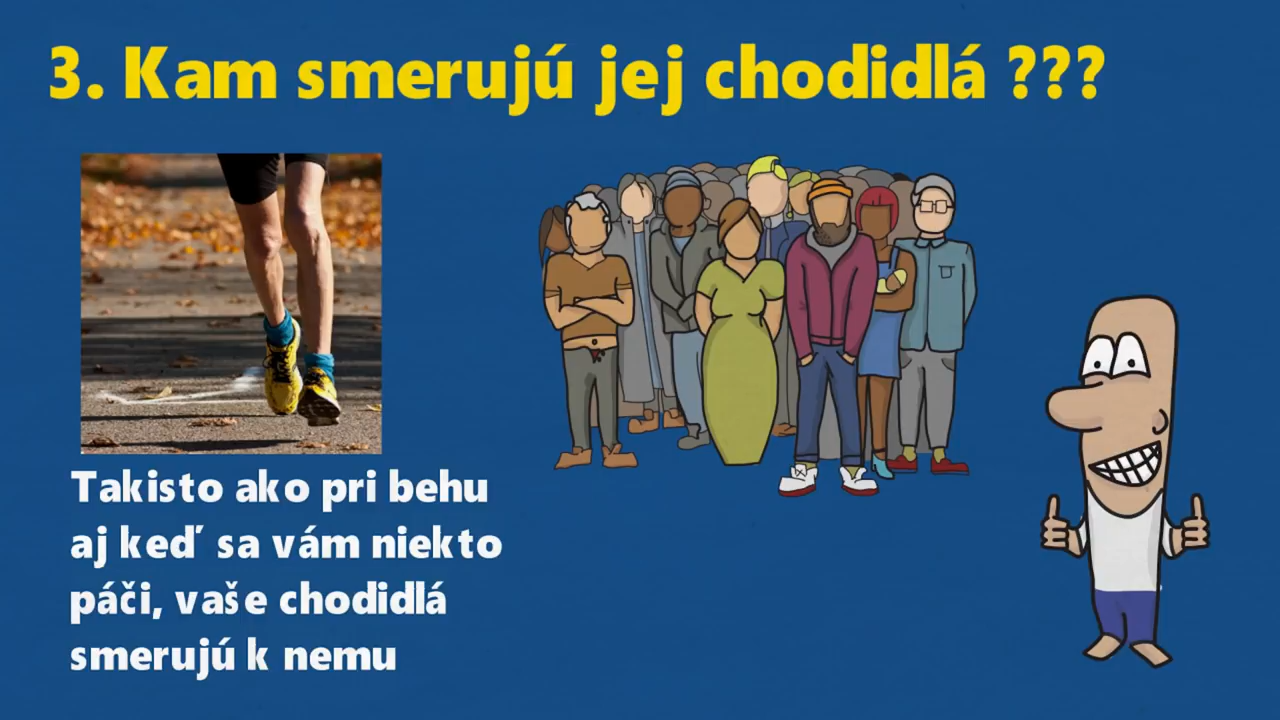 3. Kam smerujú jej chodidlá ???
Takisto ako pri behu
aj keď sa vám niekto
páči, vaše chodidlá
smerujú k nemu